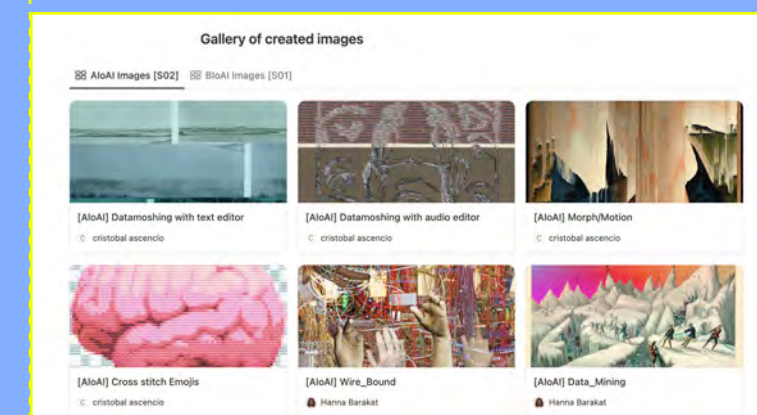 Gallery of created images
AIoAI Images [S02] BIoAI Images [S01]
[AIoAI] Datamoshing with text editor
[AIoAI] Datamoshing with audio editor
[AIoAI] Morph/Motion
C cristobal ascencio
C cristobal ascencio
C cristobal ascencio
[AIoAI] Cross stitch Emojis
[AIoAI] Wire_Bound
[AIoAI] Data_Mining
C cristobal ascencio
Hanna Barakat
Hanna Barakat